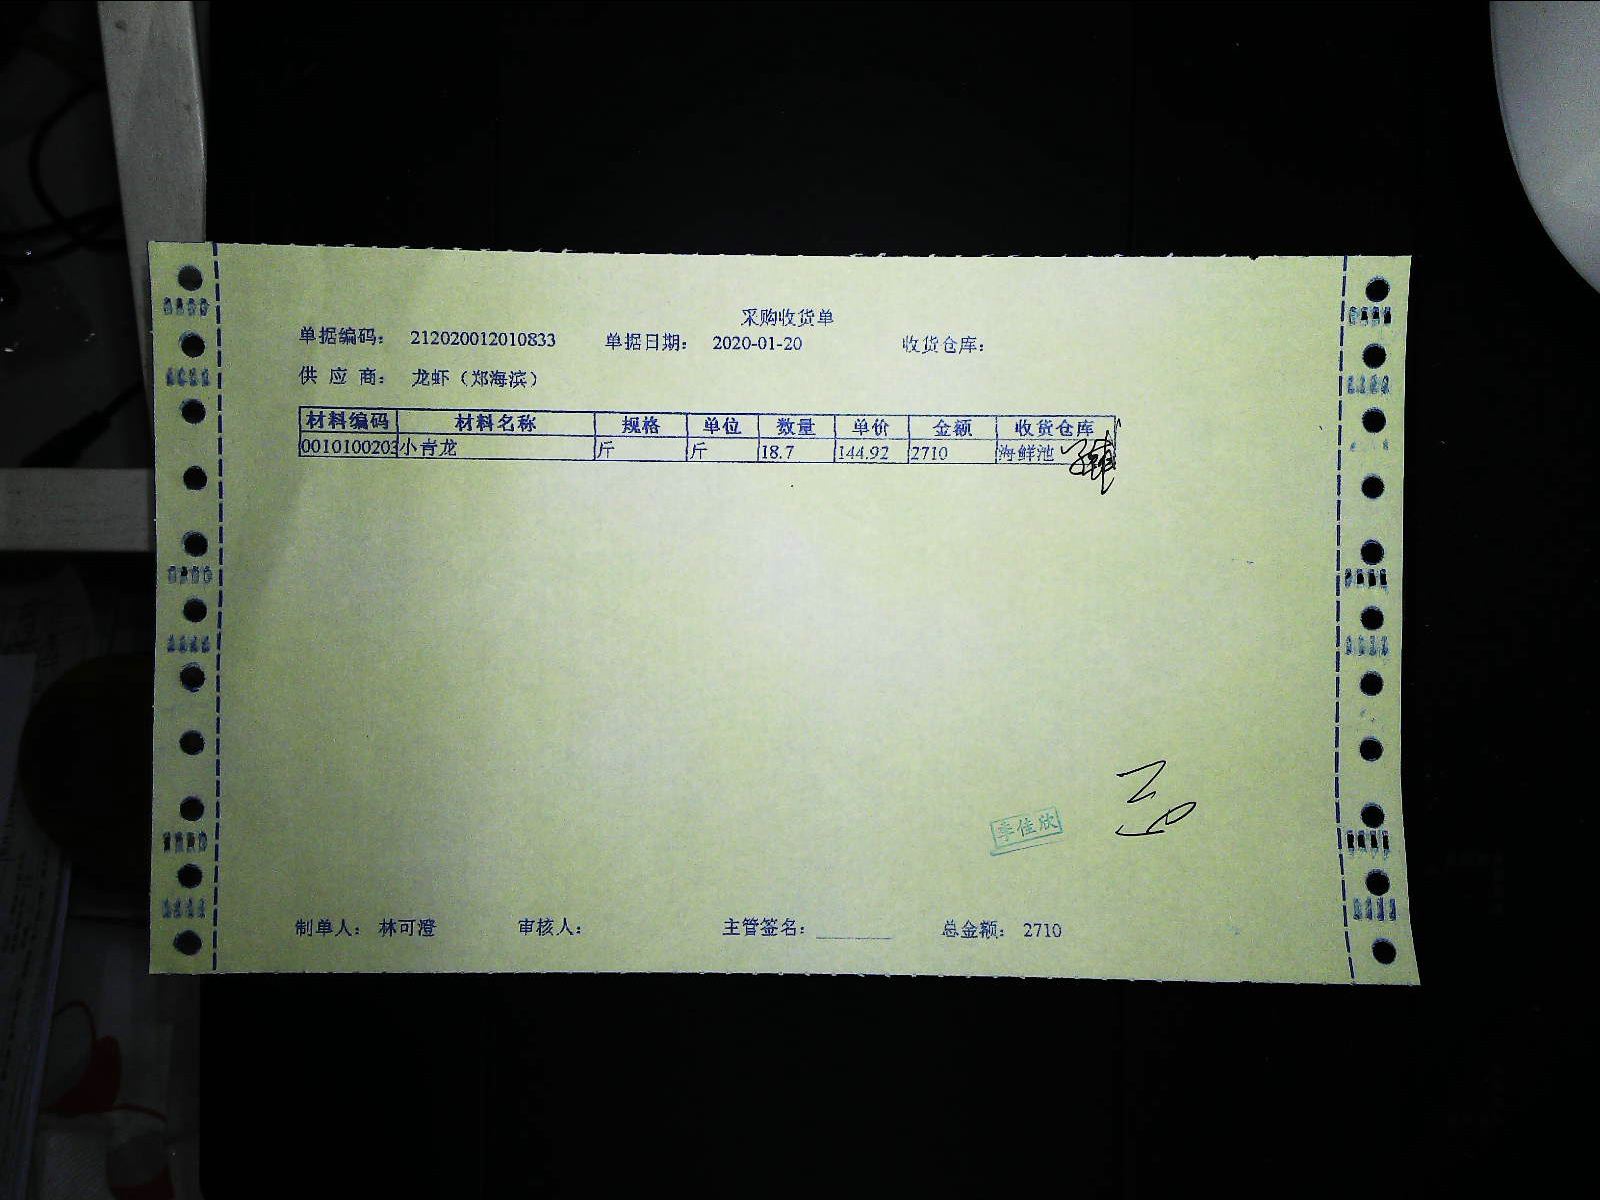 采购收货单
单据编码： 212020012010833 单据日期： 2020-01-20 收货仓库：
供 应 商： 龙虾（郑海滨）
材料编码 材料名称 规格 单位 数量 单价 金额 收货仓库
0010100203 小青龙 斤 斤 18.7 144.92 2710 海鲜池
李佳欣
制单人： 林可澄 审核人： 主管签名：________ 总金额： 2710